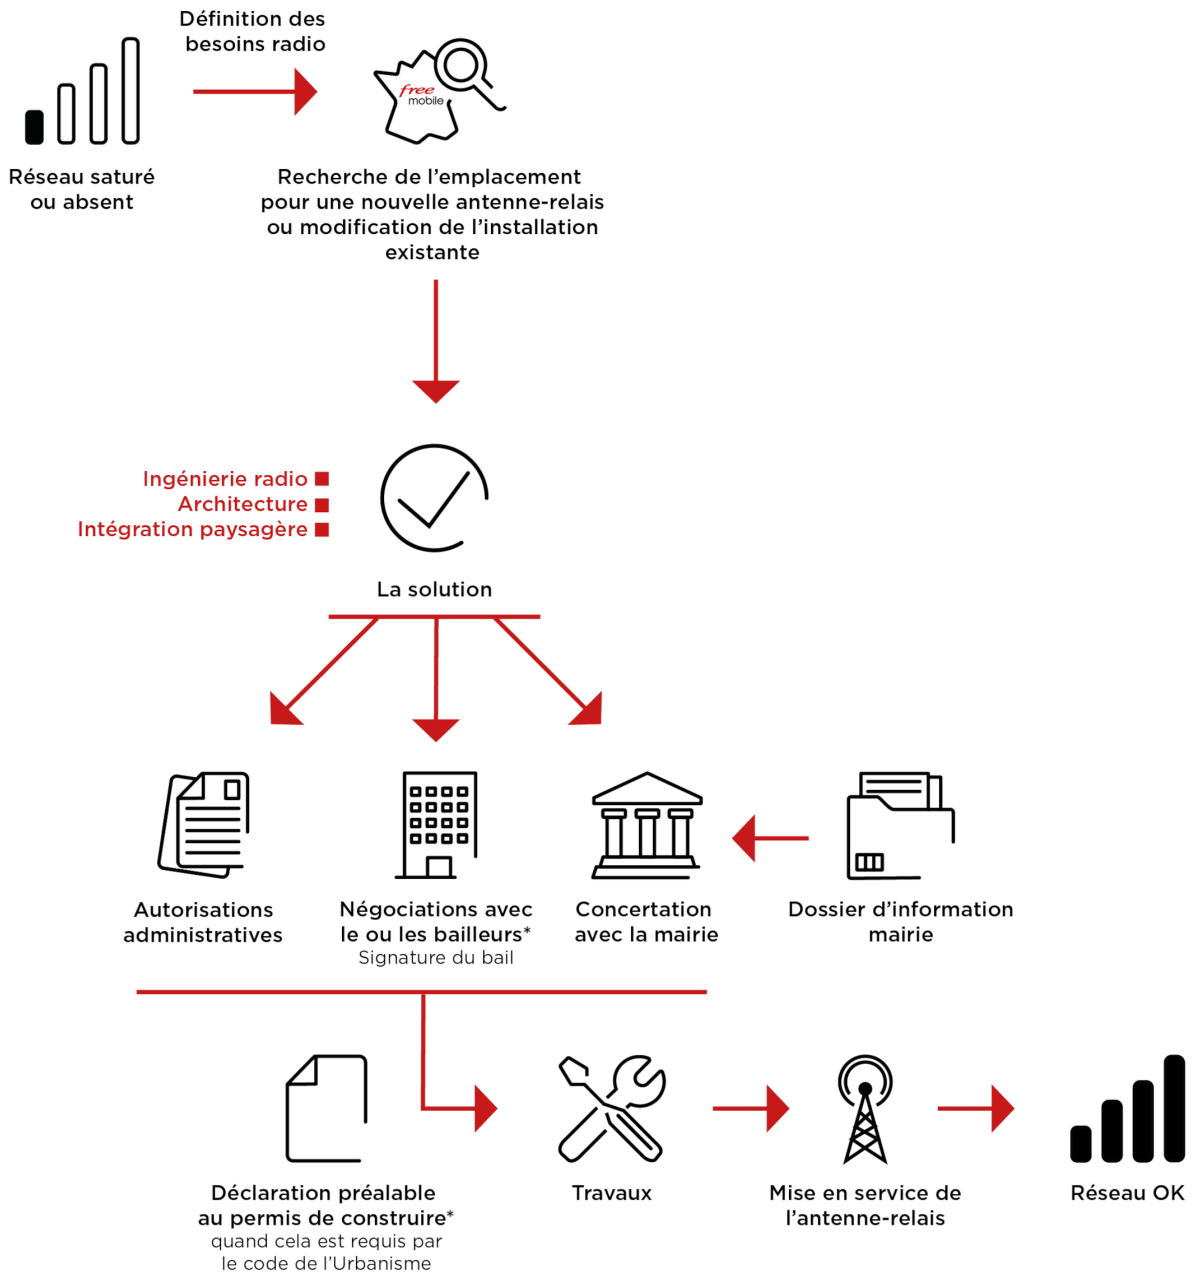 Définition des
besoins radio
free
mobile
Réseau saturé
ou absent
Recherche de l'emplacement
pour une nouvelle antenne-relais
ou modification de l'installation
existante
Ingénierie radio
Architecture
Intégration paysagère
La solution
Autorisations
administratives
Négociations avec
le ou les bailleurs*
Signature du bail
Concertation
avec la mairie
Dossier d'information
mairie
Déclaration préalable
au permis de construire*
quand cela est requis par
le code de l'Urbanisme
Travaux
Mise en service de
l'antenne-relais
Réseau OK